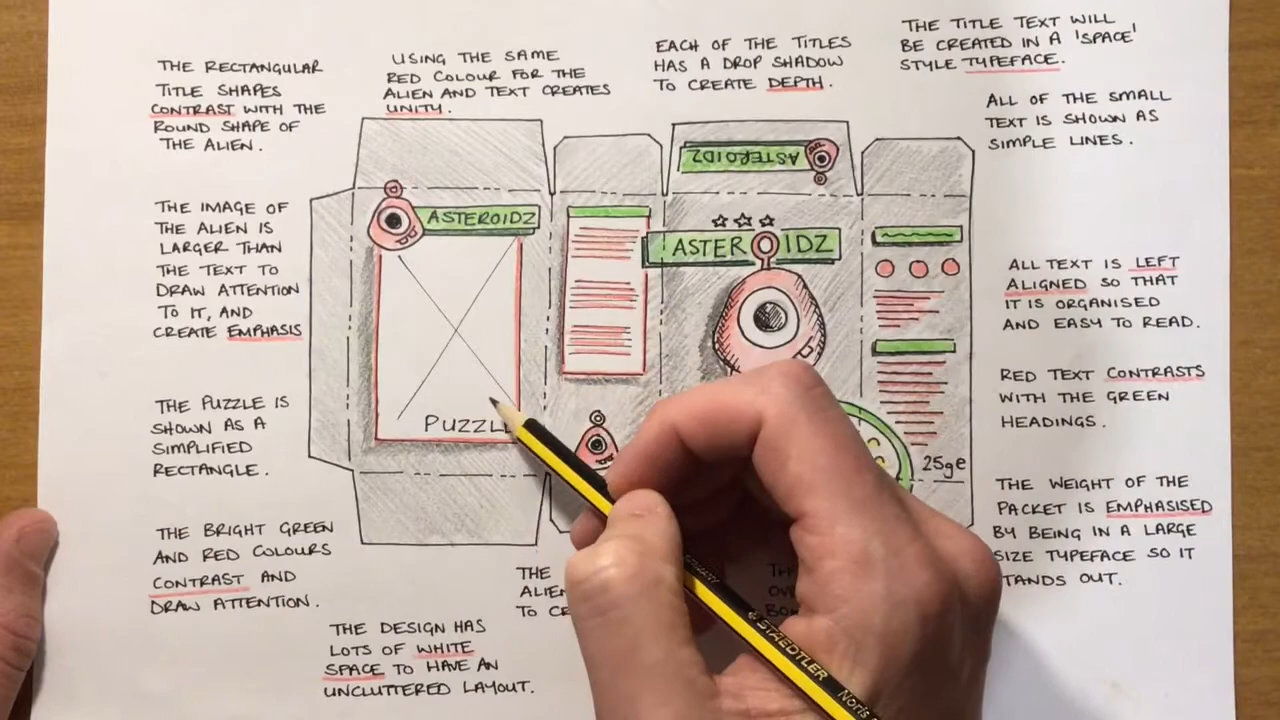 THE RECTANGULAR
TITLE SHAPES
CONTRAST WITH THE
ROUND SHAPE OF
THE ALIEN.
USING THE SAME
RED COLOUR FOR THE
ALIEN AND TEXT CREATES
UNITY.
EACH OF THE TITLES
HAS A DROP SHADOW
TO CREATE DEPTH.
THE TITLE TEXT WILL
BE CREATED IN A 'SPACE'
STYLE TYPEFACE.
ALL OF THE SMALL
TEXT IS SHOWN AS
SIMPLE LINES.
THE IMAGE OF
THE ALIEN IS
LARGER THAN
THE TEXT TO
DRAW ATTENTION
TO IT, AND
CREATE EMPHASIS
ASTEROIDZ
ASTEROIDZ
ASTEROIDZ
PUZZLE
25ge
ALL TEXT IS LEFT
ALIGNED SO THAT
IT IS ORGANISED
AND EASY TO READ.
RED TEXT CONTRASTS
WITH THE GREEN
HEADINGS.
THE PUZZLE IS
SHOWN AS A
SIMPLIFIED
RECTANGLE.
THE WEIGHT OF THE
PACKET IS EMPHASISED
BY BEING IN A LARGE
SIZE TYPEFACE SO IT
STANDS OUT.
THE BRIGHT GREEN
AND RED COLOURS
CONTRAST AND
DRAW ATTENTION.
THE
ALIEN
TO
THE DESIGN HAS
LOTS OF WHITE
SPACE TO HAVE AN
UNCLUTTERED LAYOUT.
STAEDTLER
Noris